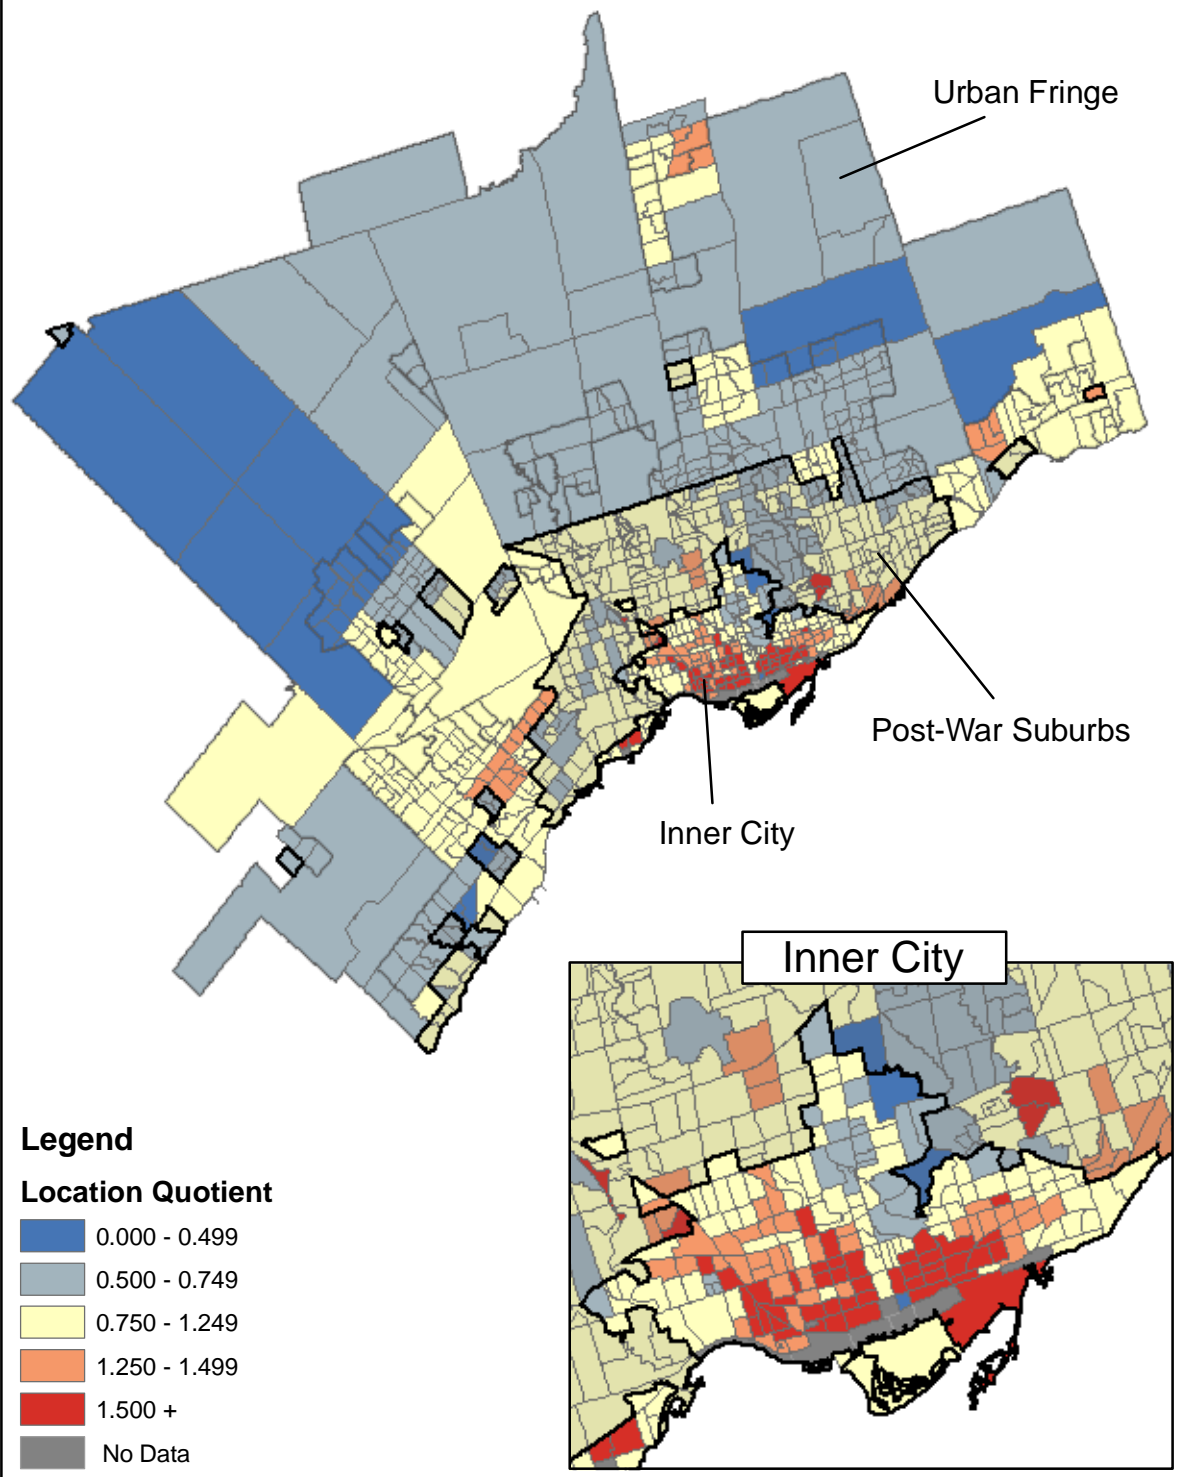 Urban Fringe
Post-War Suburbs
Inner City
Inner City
Legend
Location Quotient
0.000 - 0.499
0.500 - 0.749
0.750 - 1.249
1.250 - 1.499
1.500 +
No Data